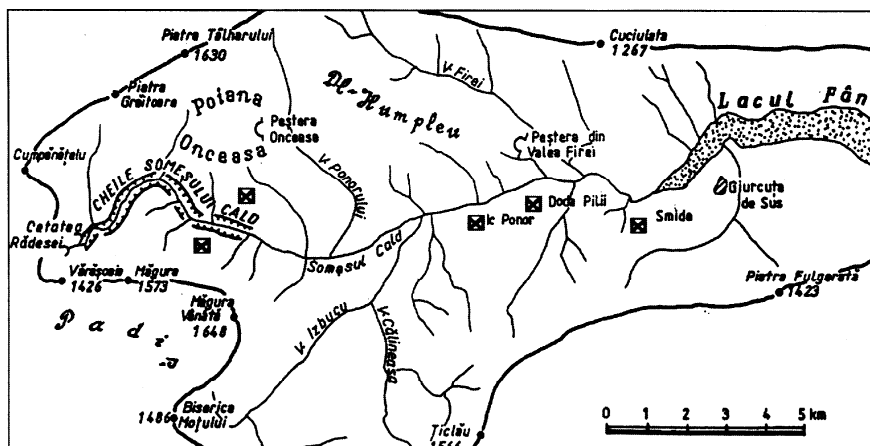 Pietra Tâlharului
1630
Cuciulata
1267
Pietra
Grăitoare
V. Firei
Dl. Humpleu
Lacul Fân
Poiana
Onceasa
Peștera
Onceasa
Peștera din
Valea Firei
Cumpănățelu
CHEILE SOMEȘULUI CALD
V. Ponorului
Giurcuța
de Sus
Doda Pilii
Ic Ponor
Smida
Cetatea
Rădesei
Someșul Cald
Vărășoaia
1426
Măgura
1573
Piatra Fulgerată
1423
Măgura
Vânătă
1648
Padiș
V. Izbucu
V. Călineasa
1486
Biserica
Moțului
Țiclău
0 1 2 3 4 5 km